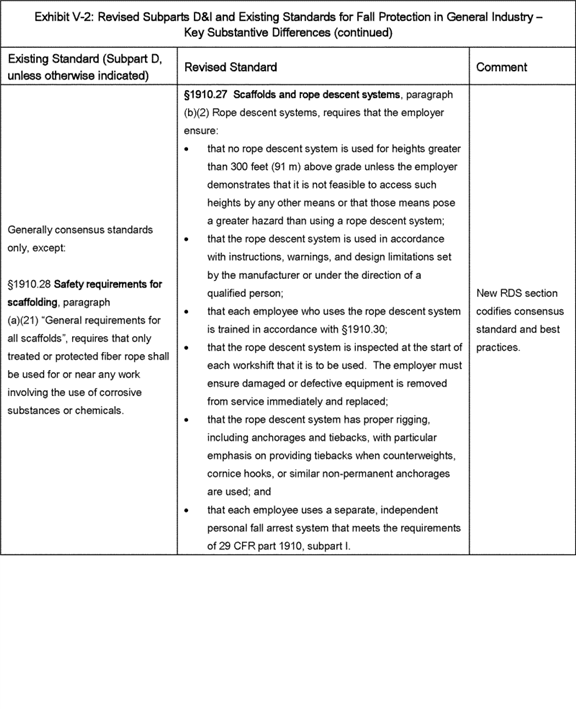 Exhibit V-2: Revised Subparts D&I and Existing Standards for Fall Protection in General Industry –
Key Substantive Differences (continued)
Existing Standard (Subpart D,
unless otherwise indicated)
Revised Standard
Comment
Generally consensus standards
only, except:
§1910.28 Safety requirements for
scaffolding, paragraph
(a)(21) “General requirements for
all scaffolds”, requires that only
treated or protected fiber rope shall
be used for or near any work
involving the use of corrosive
substances or chemicals.
§1910.27  Scaffolds and rope descent systems, paragraph
(b)(2) Rope descent systems, requires that the employer
ensure:
• that no rope descent system is used for heights greater
than 300 feet (91 m) above grade unless the employer
demonstrates that it is not feasible to access such
heights by any other means or that those means pose
a greater hazard than using a rope descent system;
• that the rope descent system is used in accordance
with instructions, warnings, and design limitations set
by the manufacturer or under the direction of a
qualified person;
• that each employee who uses the rope descent system
is trained in accordance with §1910.30;
• that the rope descent system is inspected at the start of
each workshift that it is to be used.  The employer must
ensure damaged or defective equipment is removed
from service immediately and replaced;
• that the rope descent system has proper rigging,
including anchorages and tiebacks, with particular
emphasis on providing tiebacks when counterweights,
cornice hooks, or similar non-permanent anchorages
are used; and
• that each employee uses a separate, independent
personal fall arrest system that meets the requirements
of 29 CFR part 1910, subpart I.
New RDS section
codifies consensus
standard and best
practices.